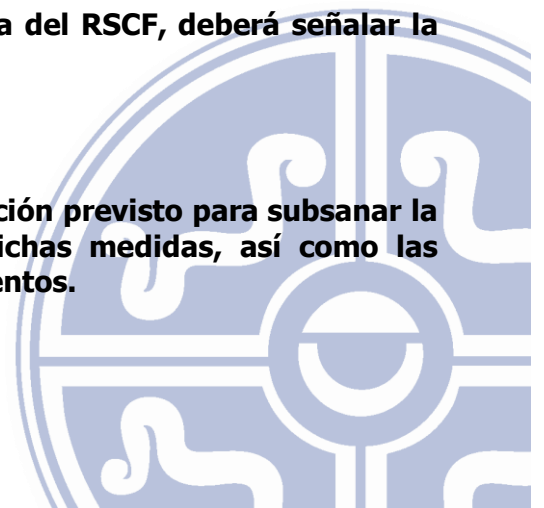 a del RSCF, deberá señalar la
ción previsto para subsanar la
ichas medidas, así como las
entos.